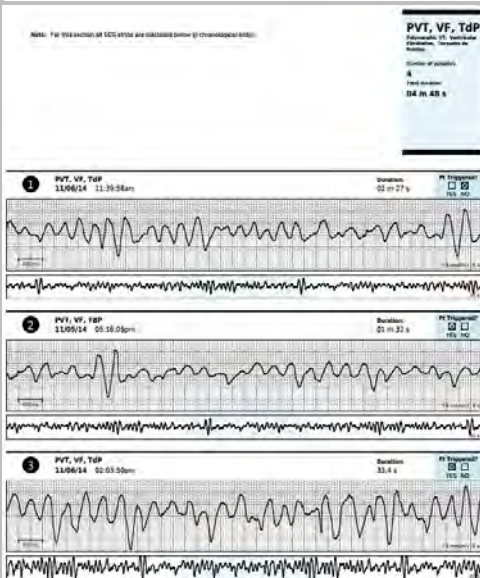 Note: For this section all ECG strips are included below (in chronological order).
PVT, VF, TdP
Polymorphic VT, Ventricular
Fibrillation, Torsades de
Pointes
Number of episodes
4
Total duration
04 m 48 s
1
PVT, VF, TdP
11/06/14 11:39:58am
Duration:
02 m 27 s
Pt Triggered?
YES NO
2
PVT, VF, TdP
11/05/14 05:16:05pm
Duration:
01 m 32 s
Pt Triggered?
YES NO
3
PVT, VF, TdP
11/06/14 02:03:50pm
Duration:
33.4 s
Pt Triggered?
YES NO